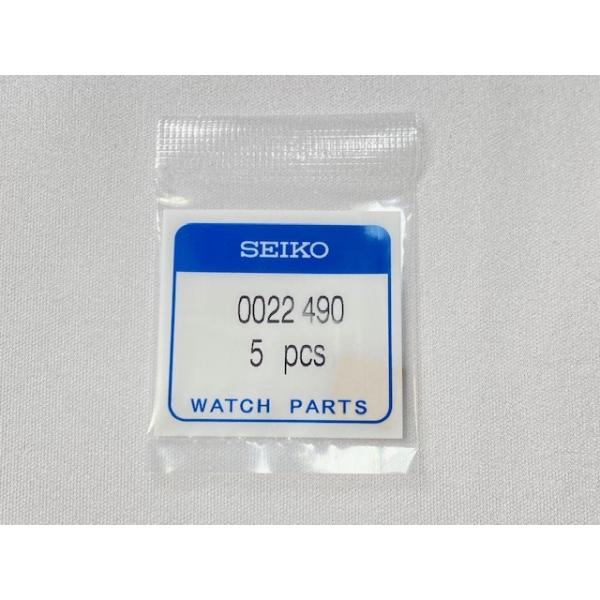 SEIKO
0022 490
5 pcs
WATCH PARTS